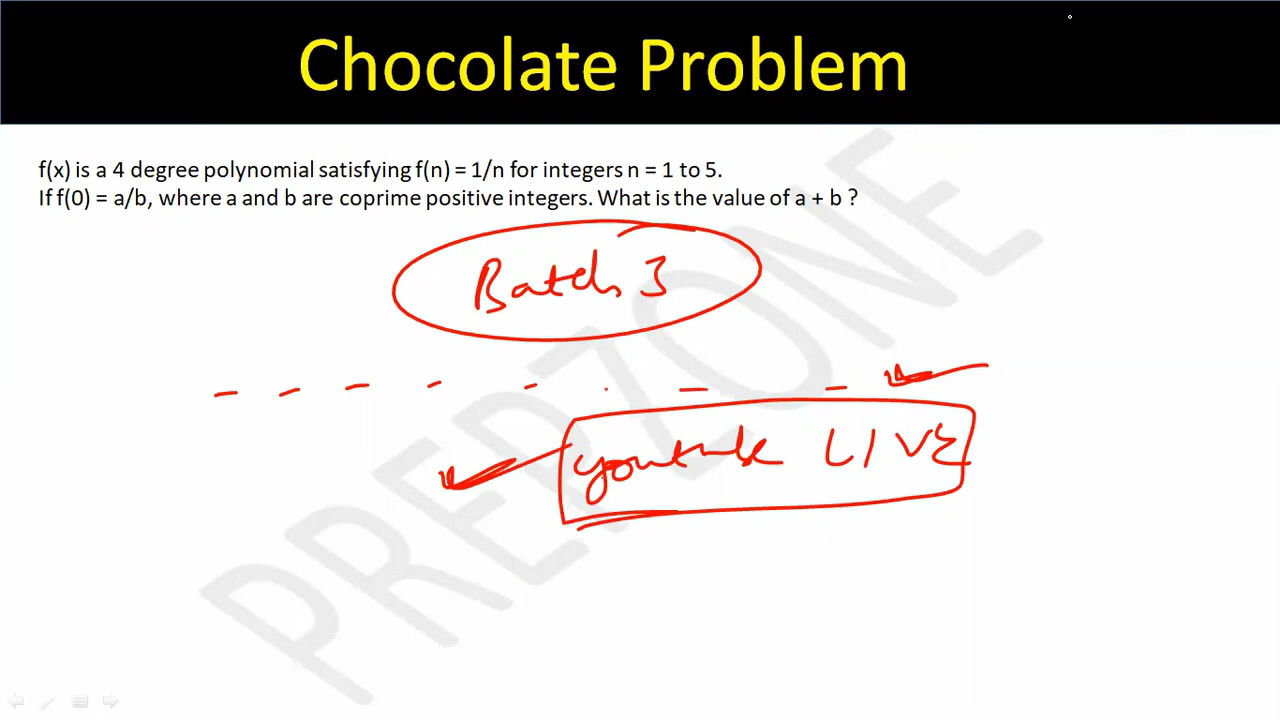 Chocolate Problem
f(x) is a 4 degree polynomial satisfying f(n) = 1/n for integers n = 1 to 5.
If f(0) = a/b, where a and b are coprime positive integers. What is the value of a + b ?
Batch 3
youtube LIVE
PREPZONE